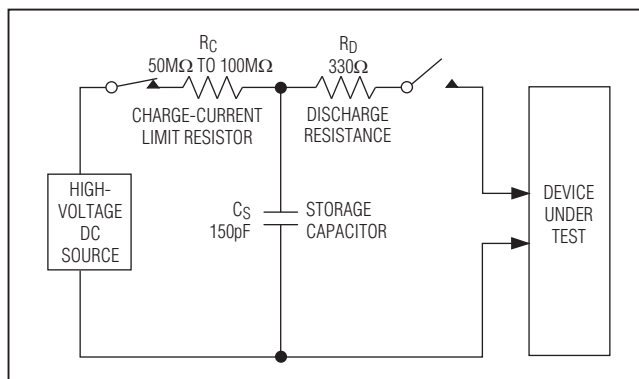 RC
50MΩ TO 100MΩ
CHARGE-CURRENT
LIMIT RESISTOR
RD
330Ω
DISCHARGE
RESISTANCE
HIGH-
VOLTAGE
DC
SOURCE
CS
150pF
STORAGE
CAPACITOR
DEVICE
UNDER
TEST